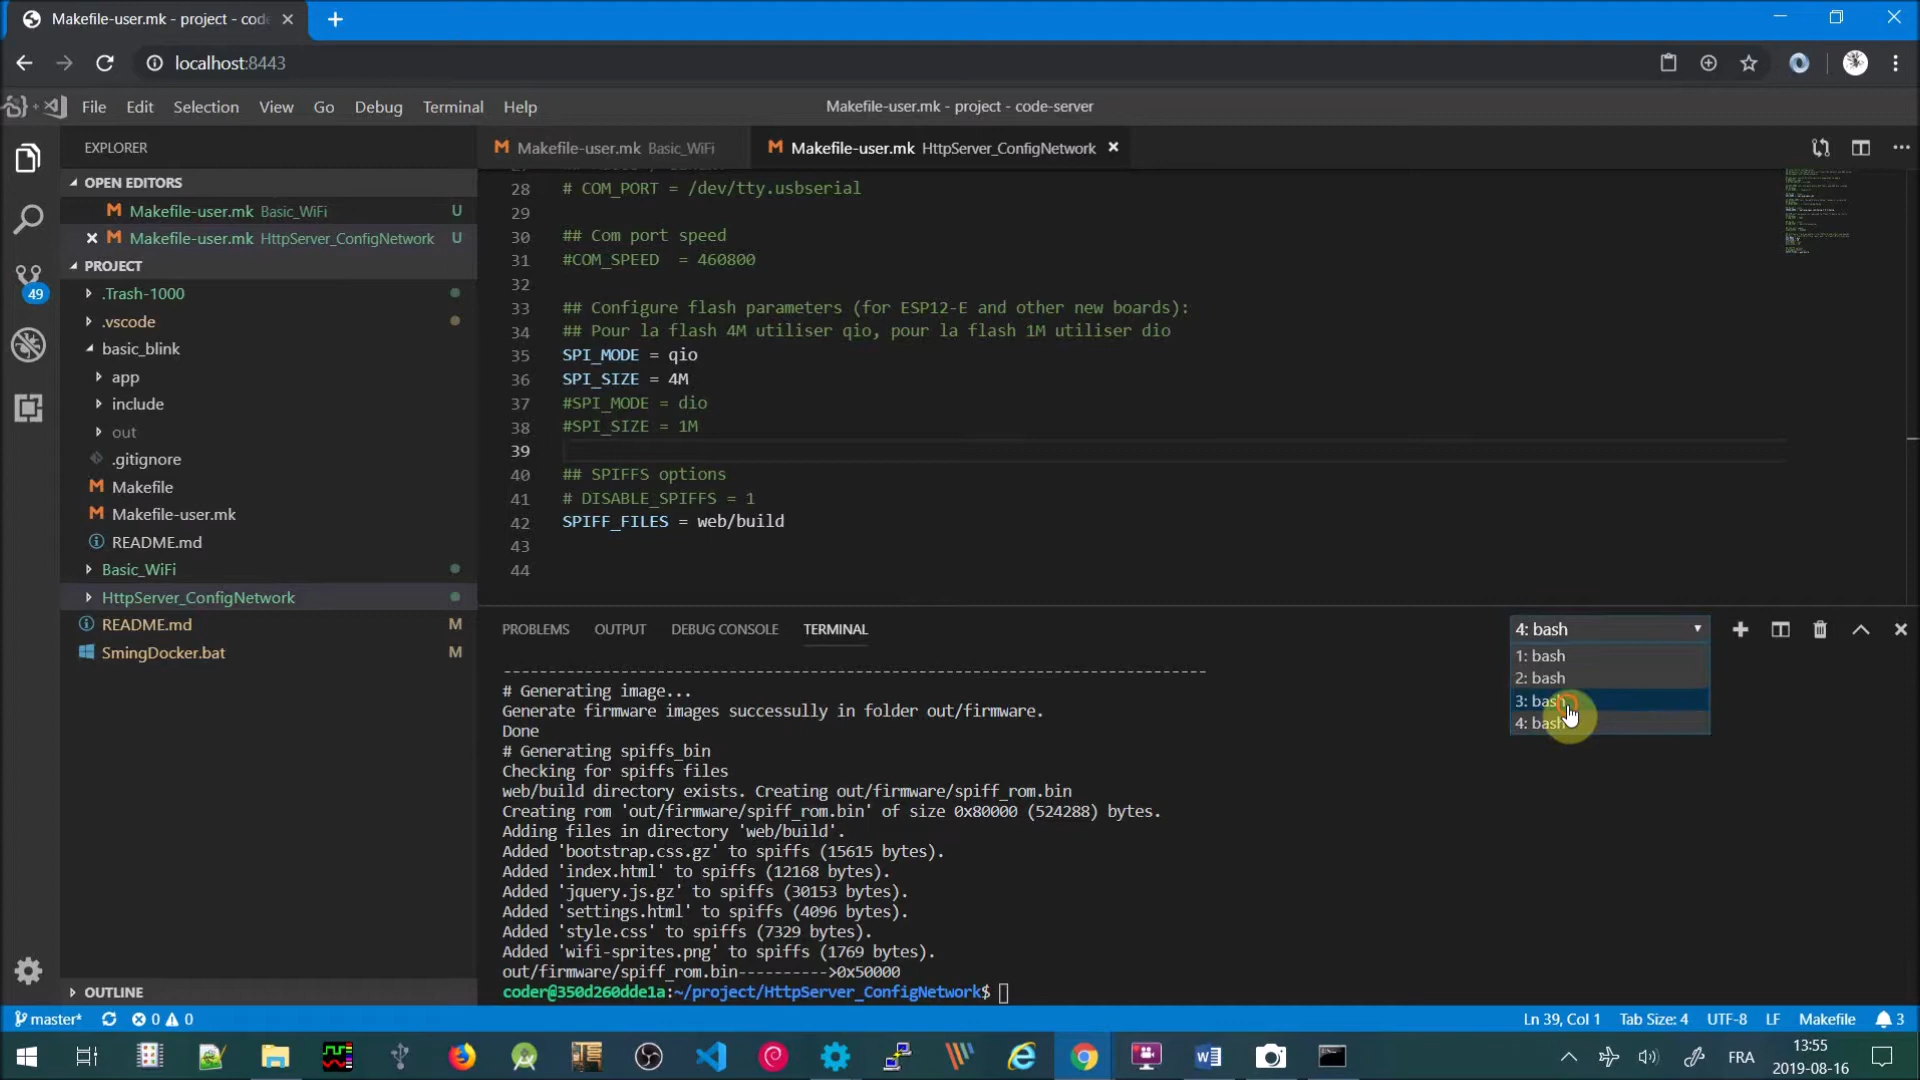 Makefile-user.mk - project - cod
localhost:8443
File Edit Selection View Go Debug Terminal Help
Makefile-user.mk - project - code-server
EXPLORER
OPEN EDITORS
Makefile-user.mk Basic_WiFi U
Makefile-user.mk HttpServer_ConfigNetwork U
PROJECT
.Trash-1000
.vscode
basic_blink
app
include
out
.gitignore
Makefile
Makefile-user.mk
README.md
Basic_WiFi
HttpServer_ConfigNetwork
README.md M
SmingDocker.bat M
OUTLINE
49
Makefile-user.mk Basic_WiFi
Makefile-user.mk HttpServer_ConfigNetwork
28 # COM_PORT = /dev/tty.usbserial
29
30 ## Com port speed
31 #COM_SPEED = 460800
32
33 ## Configure flash parameters (for ESP12-E and other new boards):
34 ## Pour la flash 4M utiliser qio, pour la flash 1M utiliser dio
35 SPI_MODE = qio
36 SPI_SIZE = 4M
37 #SPI_MODE = dio
38 #SPI_SIZE = 1M
39
40 ## SPIFFS options
41 # DISABLE_SPIFFS = 1
42 SPIFF_FILES = web/build
43
44
PROBLEMS OUTPUT DEBUG CONSOLE TERMINAL
4: bash
1: bash
2: bash
3: bash
4: bash
------------------------------------------------------------------------------
# Generating image...
Generate firmware images successully in folder out/firmware.
Done
# Generating spiffs_bin
Checking for spiffs files
web/build directory exists. Creating out/firmware/spiff_rom.bin
Creating rom 'out/firmware/spiff_rom.bin' of size 0x80000 (524288) bytes.
Adding files in directory 'web/build'.
Added 'bootstrap.css.gz' to spiffs (15615 bytes).
Added 'index.html' to spiffs (12168 bytes).
Added 'jquery.js.gz' to spiffs (30153 bytes).
Added 'settings.html' to spiffs (4096 bytes).
Added 'style.css' to spiffs (7329 bytes).
Added 'wifi-sprites.png' to spiffs (1769 bytes).
out/firmware/spiff_rom.bin---------->0x50000
coder@350d260dde1a:~/project/HttpServer_ConfigNetwork$
master* 0 0
Ln 39, Col 1 Tab Size: 4 UTF-8 LF Makefile 3
FRA
13:55
2019-08-16